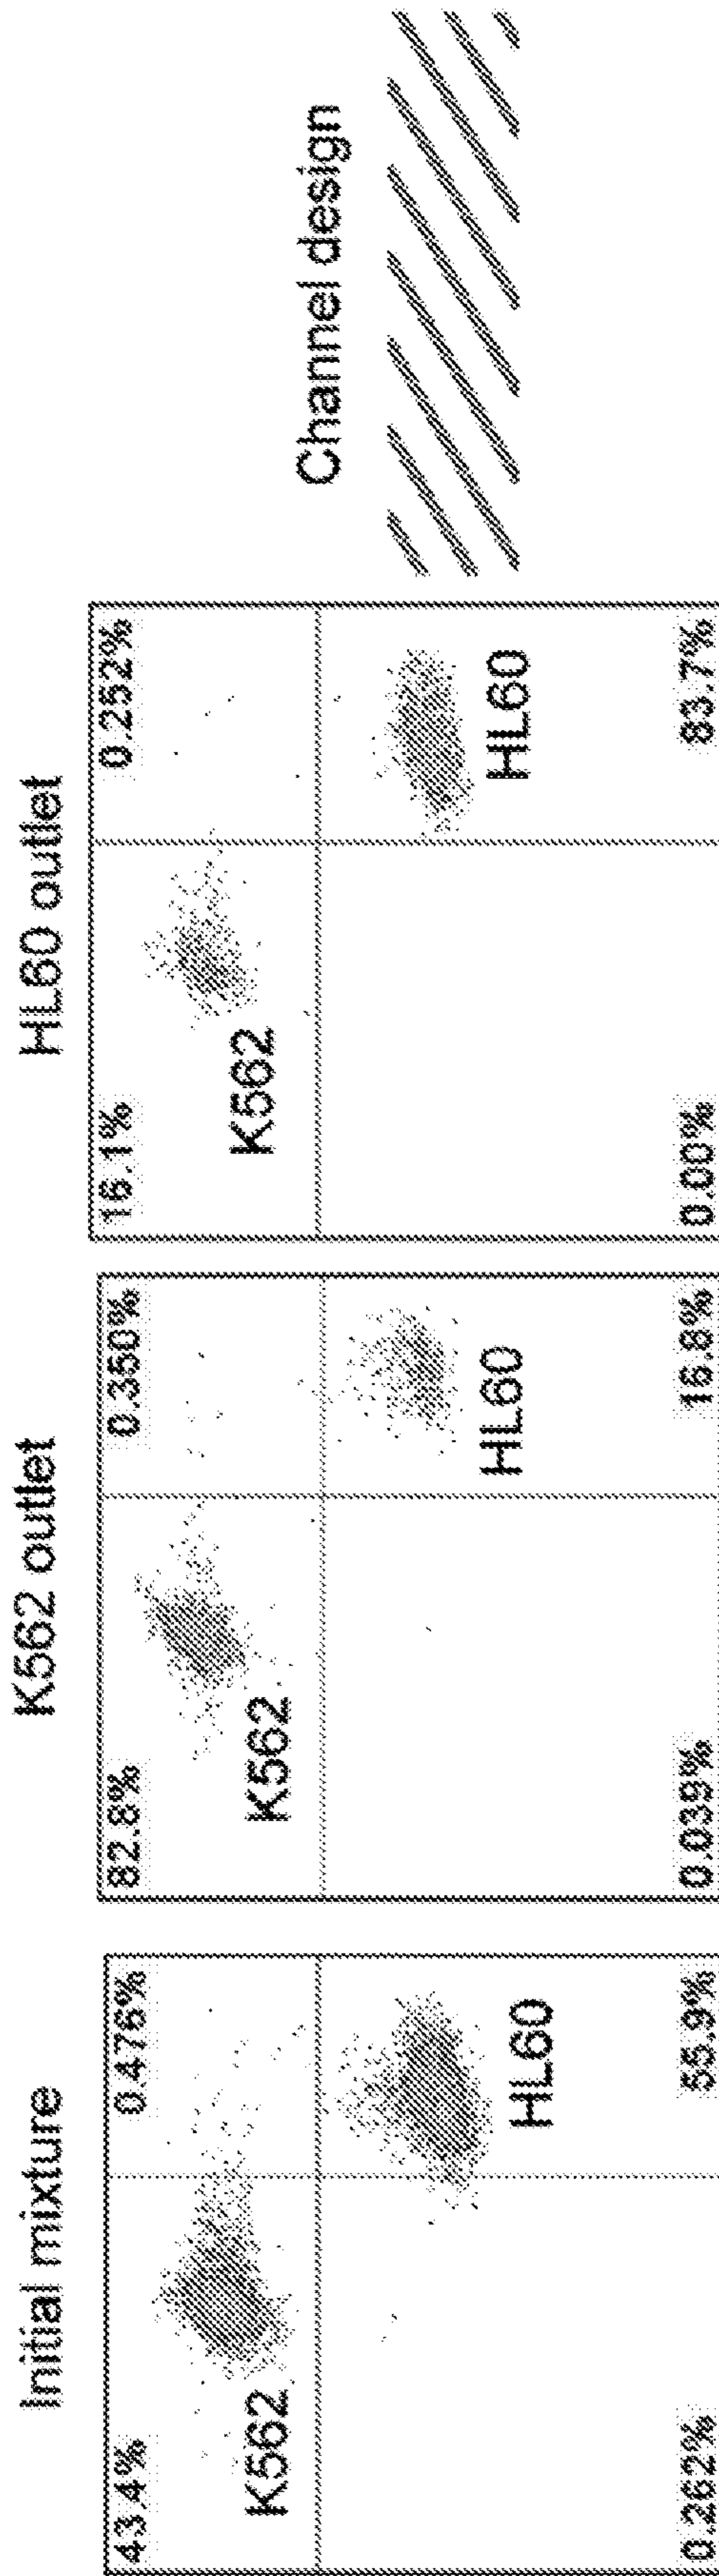 Initial mixture
43.4%
0.476%
K562
HL60
0.262%
55.9%
K562 outlet
82.8%
0.350%
K562
HL60
0.039%
16.8%
HL60 outlet
16.1%
0.252%
K562
HL60
0.00%
83.7%
Channel design